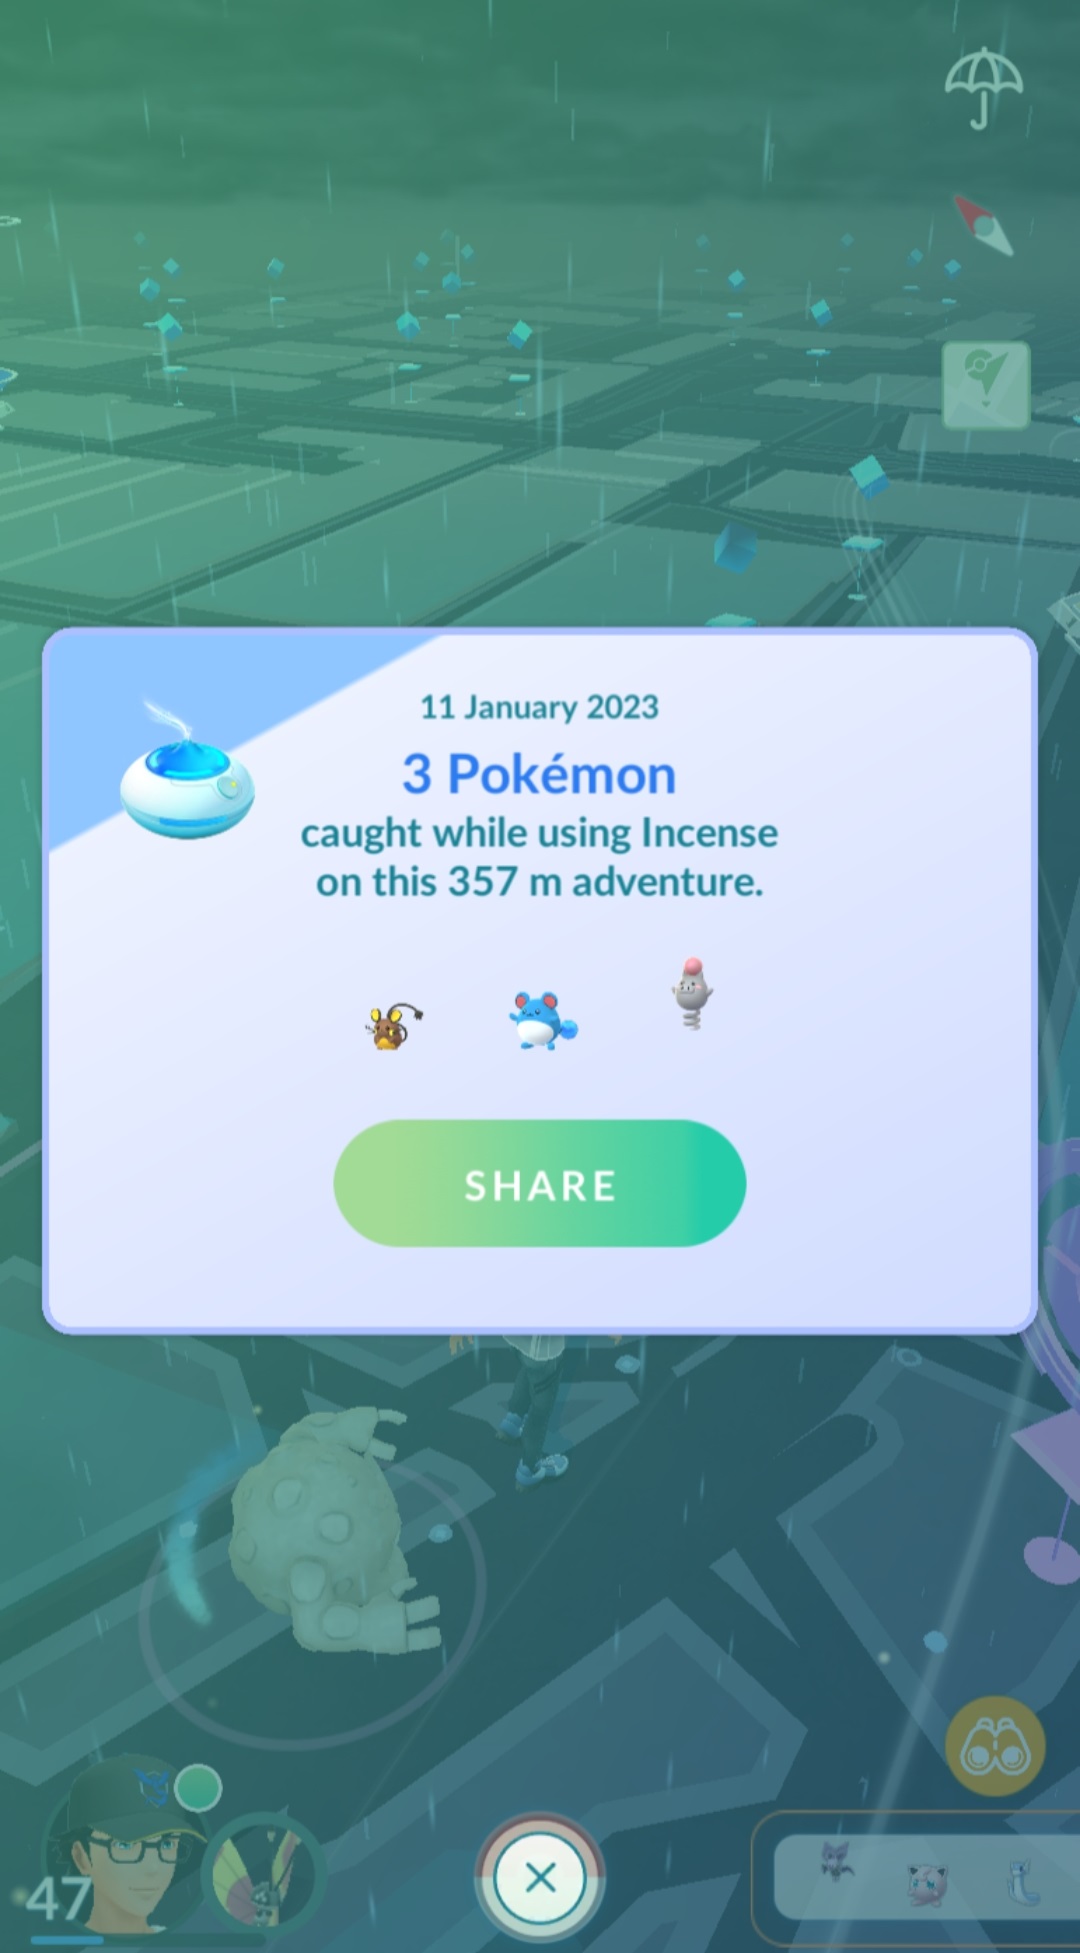 11 January 2023
3 Pokémon
caught while using Incense
on this 357 m adventure.
SHARE
47